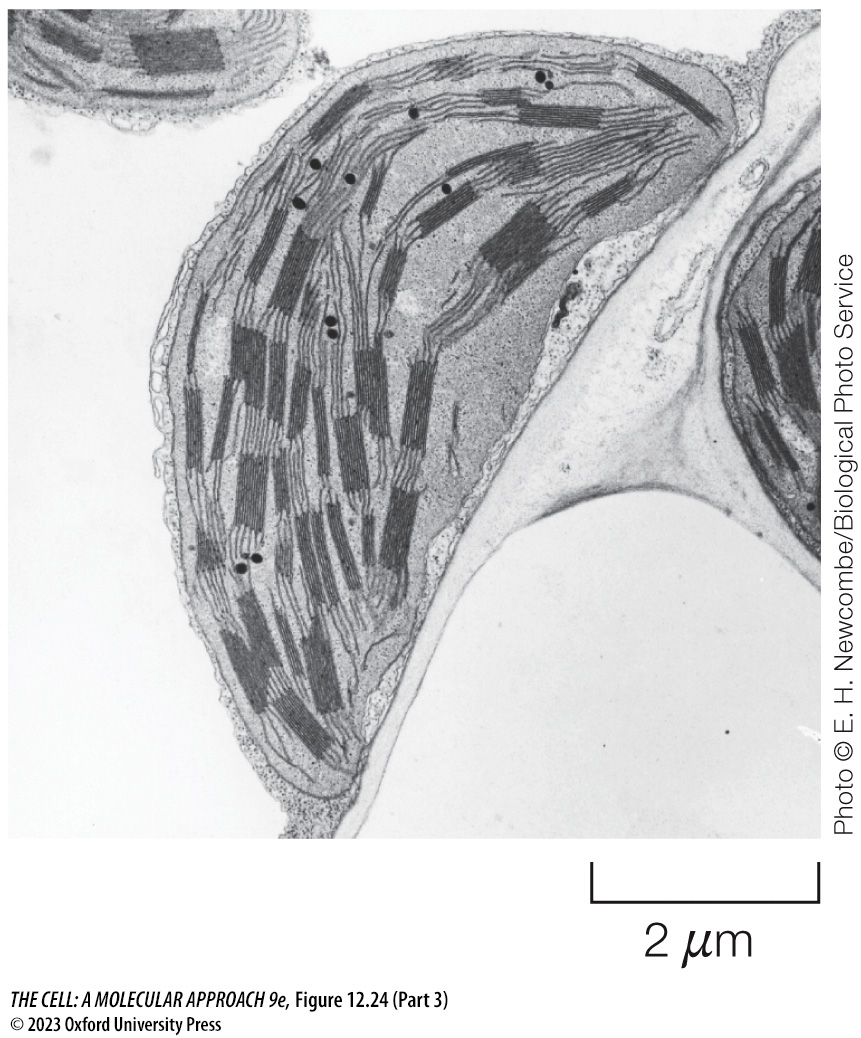 Photo © E. H. Newcombe/Biological Photo Service
2 μm
THE CELL: A MOLECULAR APPROACH 9e, Figure 12.24 (Part 3)
© 2023 Oxford University Press